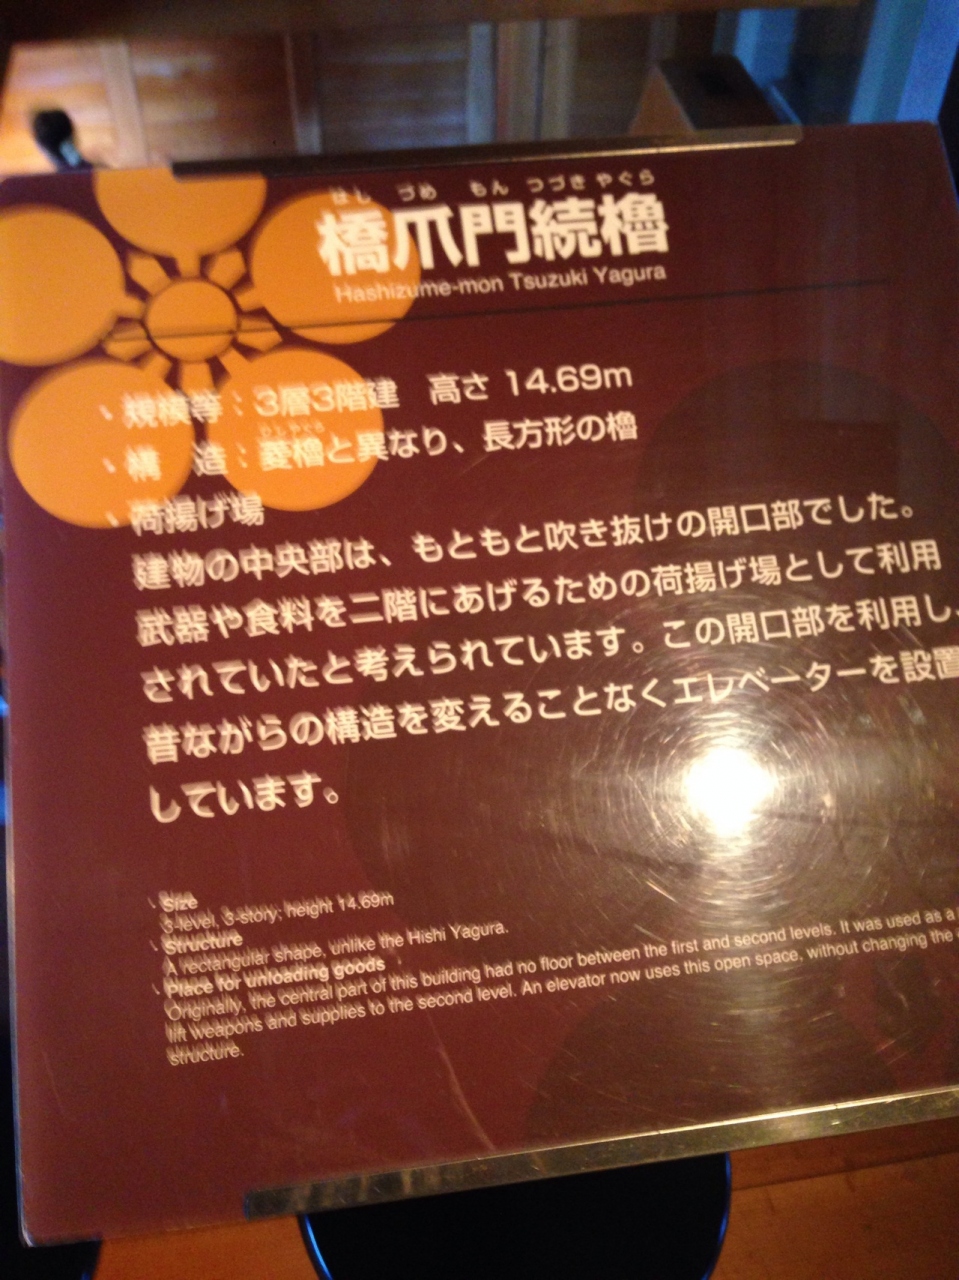 はし づめ もん つづき やぐら
橋爪門続櫓
Hashizume-mon Tsuzuki Yagura
、規模等：3層3階建 高さ 14.69m
ひしやぐら
、構 造：菱櫓と異なり、長方形の櫓
、荷揚げ場
建物の中央部は、もともと吹き抜けの開口部でした。
武器や食料を二階にあげるための荷揚げ場として利用
されていたと考えられています。この開口部を利用し、
昔ながらの構造を変えることなくエレベーターを設置
しています。
、Size
3-level, 3-story; height 14.69m
、Structure
A rectangular shape, unlike the Hishi Yagura.
、Place for unloading goods
Originally, the central part of this building had no floor between the first and second levels. It was used as a
lift weapons and supplies to the second level. An elevator now uses this open space, without changing the
structure.